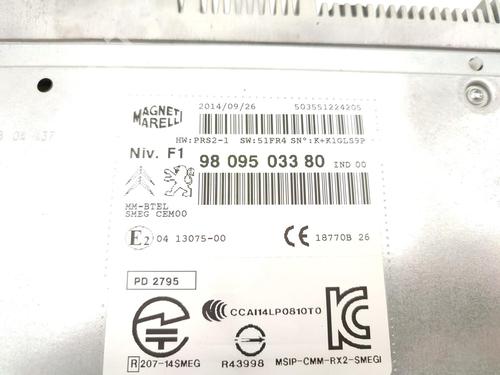 MAGNETI
MARELLI
2014/09/26 503551224205
HW:PRS2-1 SW:51FR4 SN°:K+K1GLS9P
Niv. F1
98 095 033 80 IND 00
MM-BTEL
SMEG CEM00
E2 04 13075-00
CE 18770B 26
PD 2795
CCAI14LP0810T0
R 207-14SMEG R43998 MSIP-CMM-RX2-SMEGI